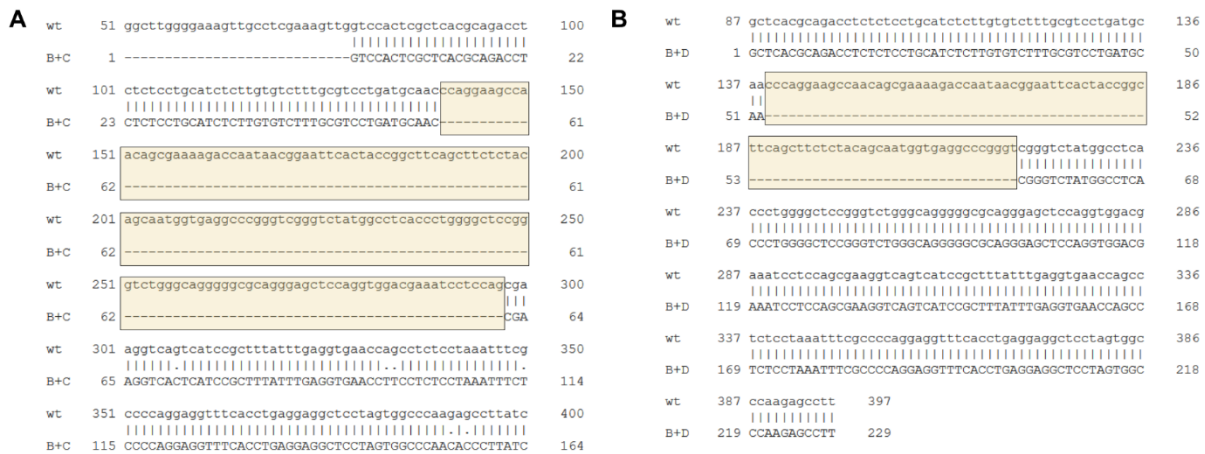 A
wt 51 ggcttggggaaagttgcctcgaaagttggtccactcgctcacgcagacct 100
B+C 1 ----------------------------GTCCACTCGCTCACGCAGACCT 22
wt 101 ctctcctgcatctcttgtgtctttgcgtcctgatgcaacccaggaagcca 150
B+C 23 CTCTCCTGCATCTCTTGTGTCTTTGCGTCCTGATGCAAC----------- 61
wt 151 acagcgaaaagaccaataacggaattcactaccggcttcagcttctctac 200
B+C 62 -------------------------------------------------- 61
wt 201 agcaatggtgaggcccgggtcgggtctatggcctcaccctggggctccgg 250
B+C 62 -------------------------------------------------- 61
wt 251 gtctgggcagggggcgcagggagctccaggtggacgaaatcctccagcga 300
B+C 62 -----------------------------------------------CGA 64
wt 301 aggtcagtcatccgctttatttgaggtgaaccagcctctcctaaatttcg 350
B+C 65 AGGTCACTCATCCGCTTTATTTGAGGTGAACCTTCCTCTCCTAAATTTCT 114
wt 351 ccccaggaggtttcacctgaggaggctcctagtggcccaagagccttatc 400
B+C 115 CCCCAGGAGGTTTCACCTGAGGAGGCTCCTAGTGGCCCAACACCCTTATC 164
B
wt 87 gctcacgcagacctctctcctgcatctcttgtgtctttgcgtcctgatgc 136
B+D 1 GCTCACGCAGACCTCTCTCCTGCATCTCTTGTGTCTTTGCGTCCTGATGC 50
wt 137 aacccaggaagccaacagcgaaaagaccaataacggaattcactaccggc 186
B+D 51 AA------------------------------------------------ 52
wt 187 ttcagcttctctacagcaatggtgaggcccgggtcgggtctatggcctca 236
B+D 53 ----------------------------------CGGGTCTATGGCCTCA 68
wt 237 ccctggggctccgggtctgggcagggggcgcagggagctccaggtggacg 286
B+D 69 CCCTGGGGCTCCGGGTCTGGGCAGGGGGCGCAGGGAGCTCCAGGTGGACG 118
wt 287 aaatcctccagcgaaggtcagtcatccgctttatttgaggtgaaccagcc 336
B+D 119 AAATCCTCCAGCGAAGGTCAGTCATCCGCTTTATTTGAGGTGAACCAGCC 168
wt 337 tctcctaaatttcgccccaggaggtttcacctgaggaggctcctagtggc 386
B+D 169 TCTCCTAAATTTCGCCCCAGGAGGTTTCACCTGAGGAGGCTCCTAGTGGC 218
wt 387 ccaagagcctt 397
B+D 219 CCAAGAGCCTT 229